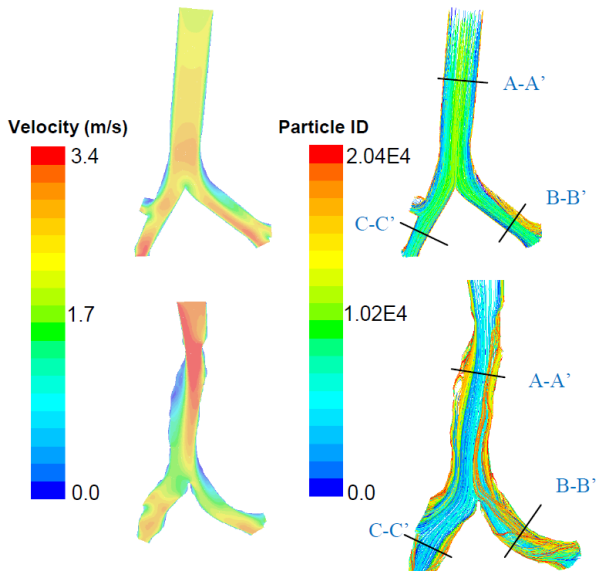 Velocity (m/s)
3.4
1.7
0.0
Particle ID
2.04E4
1.02E4
0.0
A-A’
B-B’
C-C’
A-A’
B-B’
C-C’